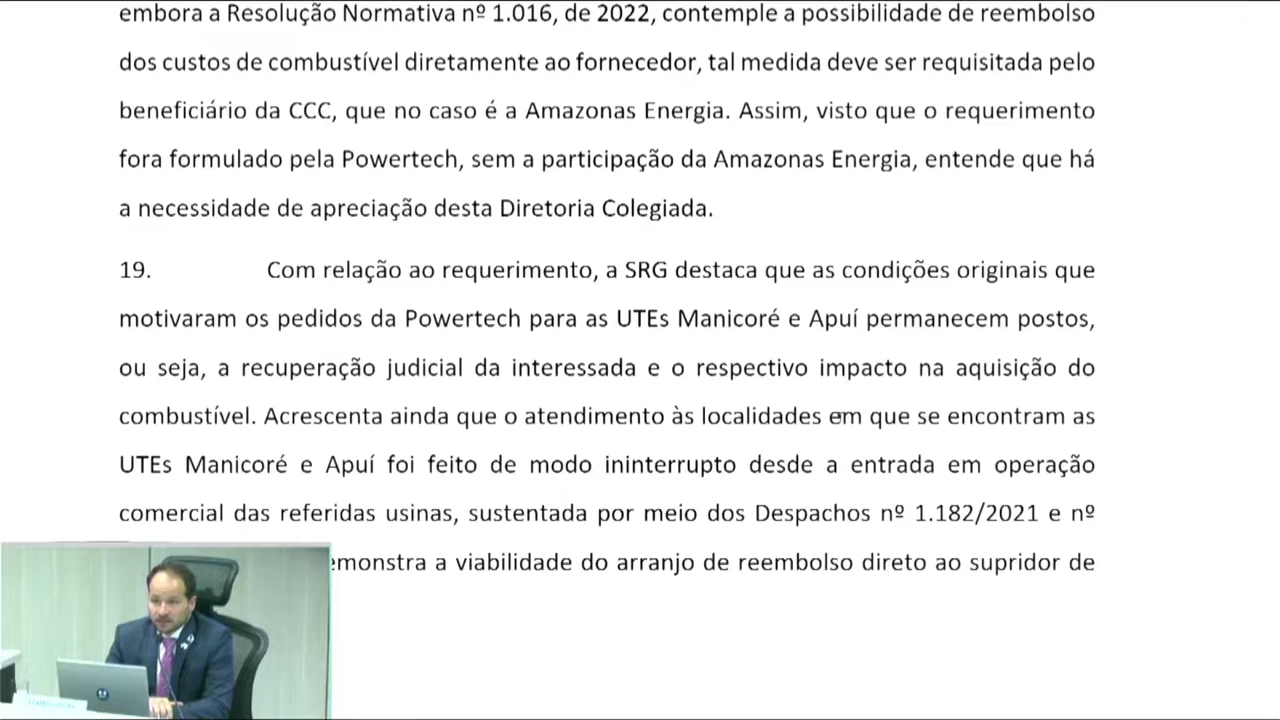 embora a Resolução Normativa nº 1.016, de 2022, contemple a possibilidade de reembolso
dos custos de combustível diretamente ao fornecedor, tal medida deve ser requisitada pelo
beneficiário da CCC, que no caso é a Amazonas Energia. Assim, visto que o requerimento
fora formulado pela Powertech, sem a participação da Amazonas Energia, entende que há
a necessidade de apreciação desta Diretoria Colegiada.
19. Com relação ao requerimento, a SRG destaca que as condições originais que
motivaram os pedidos da Powertech para as UTEs Manicoré e Apuí permanecem postos,
ou seja, a recuperação judicial da interessada e o respectivo impacto na aquisição do
combustível. Acrescenta ainda que o atendimento às localidades em que se encontram as
UTEs Manicoré e Apuí foi feito de modo ininterrupto desde a entrada em operação
comercial das referidas usinas, sustentada por meio dos Despachos nº 1.182/2021 e nº
emonstra a viabilidade do arranjo de reembolso direto ao supridor de